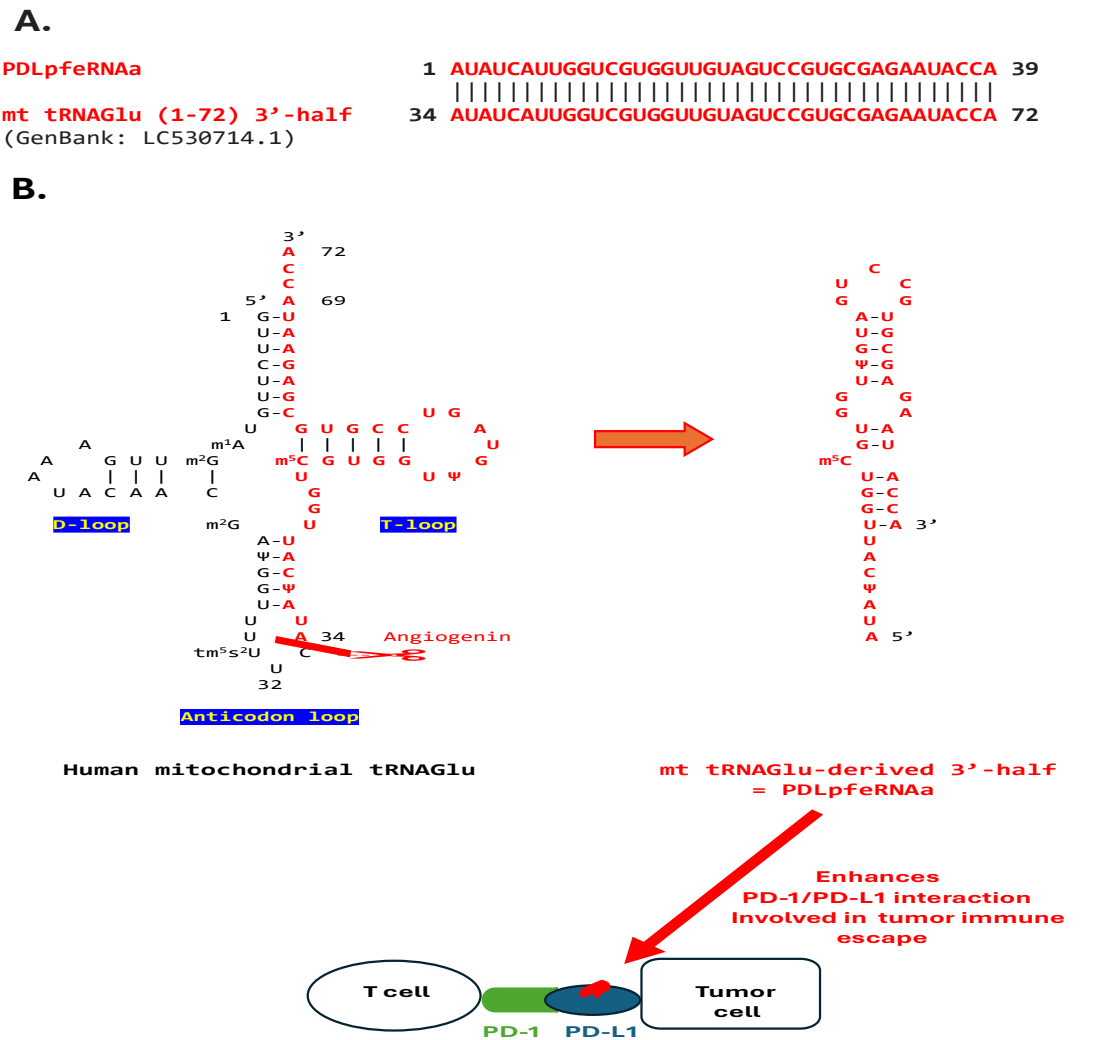 A.
PDLpfeRNAa 1 AUAUCAUUGGUCGUGGUUGUAGUCCGUGCGAGAAUACCA 39
|||||||||||||||||||||||||||||||||||||||
mt tRNAGlu (1-72) 3’-half 34 AUAUCAUUGGUCGUGGUUGUAGUCCGUGCGAGAAUACCA 72
(GenBank: LC530714.1)
B.
3’
A 72
C
C
5’ A 69
1 G-U
U-A
U-A
C-G
U-A
U-G
G-C
U G
U G U G C C A
A m¹A U
A G U U m²G m⁵C G U G G G
A U Ψ
U A C A A C U
G
G
m²G U
D-loop
T-loop
A-U
Ψ-A
G-C
G-Ψ
U-A
U U
U A 34
Angiogenin
tm⁵s²U C
U
32
Anticodon loop
Human mitochondrial tRNAGlu
C
U C
G G
A-U
U-G
G-C
Ψ-G
U-A
G G
G A
U-A
G-U
m⁵C
U-A
G-C
G-C
U-A 3’
U
A
C
Ψ
A
U
A 5’
mt tRNAGlu-derived 3’-half
= PDLpfeRNAa
Enhances
PD-1/PD-L1 interaction
Involved in tumor immune
escape
T cell
Tumor
cell
PD-1 PD-L1